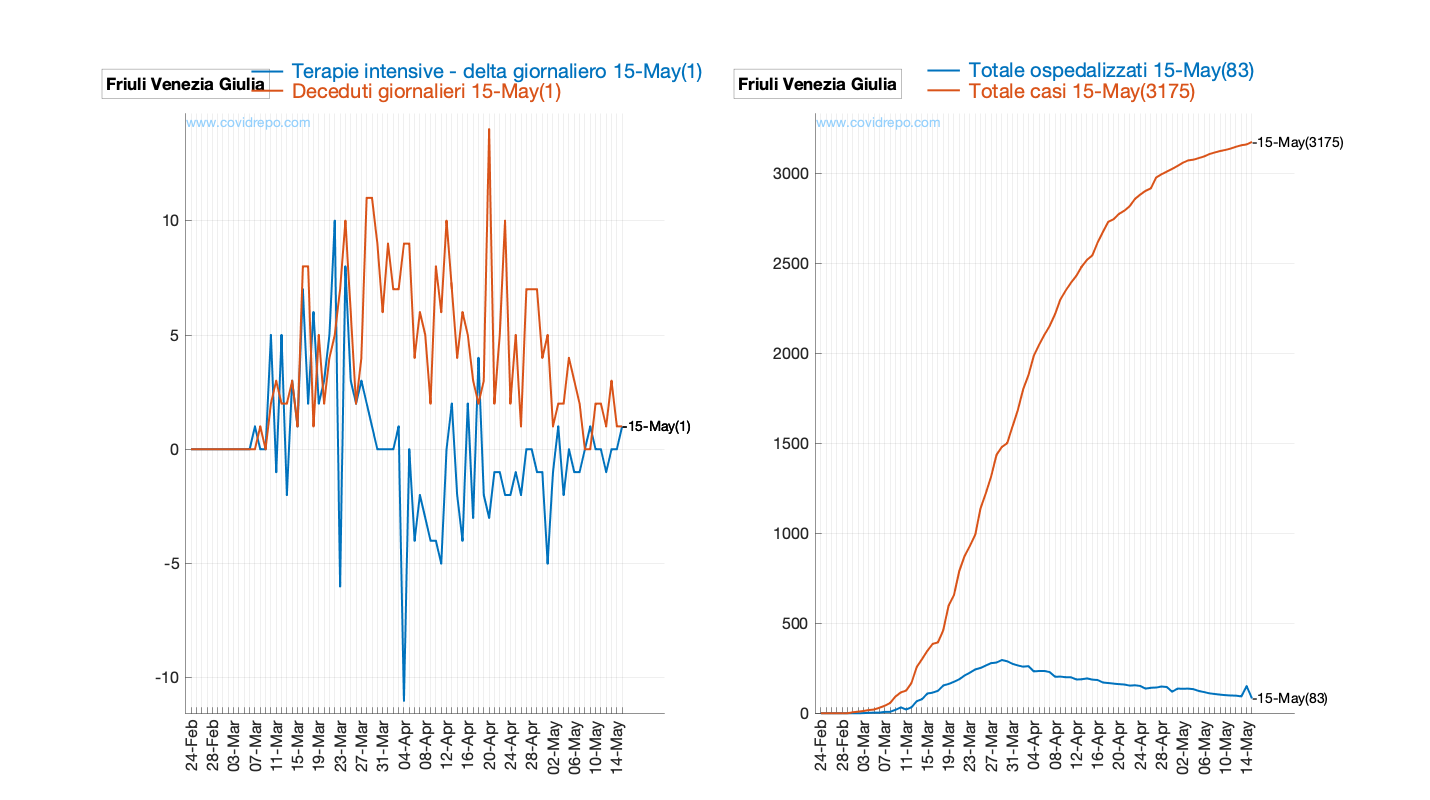 Friuli Venezia Giulia
Terapie intensive - delta giornaliero 15-May(1)
Deceduti giornalieri 15-May(1)
www.covidrepo.com
10
5
0
-5
-10
-15-May(1)
24-Feb
28-Feb
03-Mar
07-Mar
11-Mar
15-Mar
19-Mar
23-Mar
27-Mar
31-Mar
04-Apr
08-Apr
12-Apr
16-Apr
20-Apr
24-Apr
28-Apr
02-May
06-May
10-May
14-May
Friuli Venezia Giulia
Totale ospedalizzati 15-May(83)
Totale casi 15-May(3175)
www.covidrepo.com
3000
2500
2000
1500
1000
500
0
-15-May(3175)
-15-May(83)
24-Feb
28-Feb
03-Mar
07-Mar
11-Mar
15-Mar
19-Mar
23-Mar
27-Mar
31-Mar
04-Apr
08-Apr
12-Apr
16-Apr
20-Apr
24-Apr
28-Apr
02-May
06-May
10-May
14-May